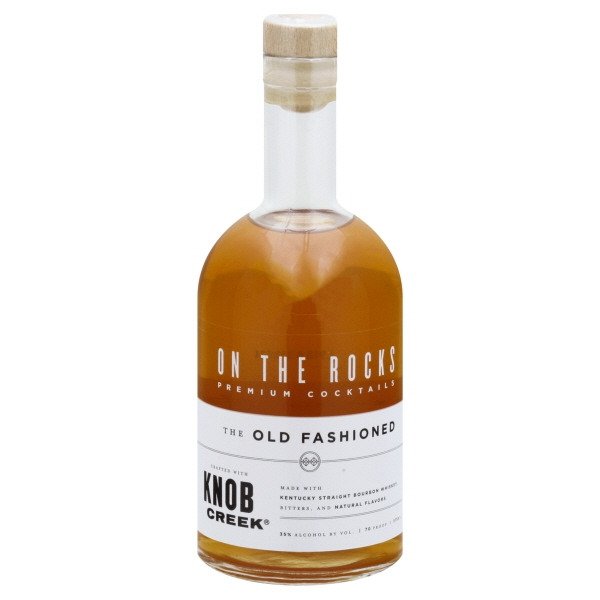 ON THE ROCKS
PREMIUM COCKTAILS
THE OLD FASHIONED
CRAFTED WITH
KNOB
CREEK®
MADE WITH
KENTUCKY STRAIGHT BOURBON WHISKEY,
BITTERS, AND NATURAL FLAVORS.
35% ALCOHOL BY VOL. | 70 PROOF |